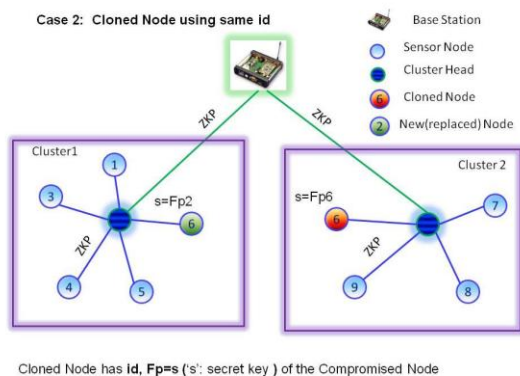 Case 2: Cloned Node using same id
Base Station
Sensor Node
Cluster Head
6 Cloned Node
2 New(replaced) Node
ZKP
ZKP
Cluster1
1
3
s=Fp2
6
ZKP
4
5
Cluster 2
s=Fp6
7
6
ZKP
9
8
Cloned Node has id, Fp=s ('s': secret key ) of the Compromised Node